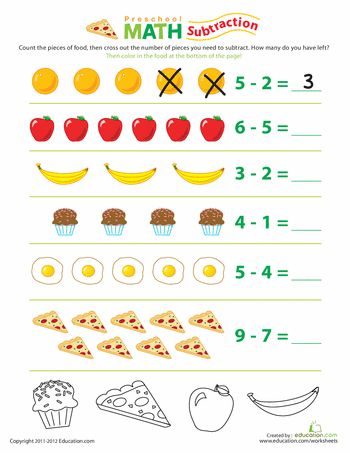 Preschool
MATH Subtraction
Count the pieces of food, then cross out the number of pieces you need to subtract. How many do you have left?
Then color in the food at the bottom of the page!
5 - 2 = 3
6 - 5 = ____
3 - 2 = ____
4 - 1 = ____
5 - 4 = ____
9 - 7 = ____
Copyright 2011-2012 Education.com
education.com
www.education.com/worksheets